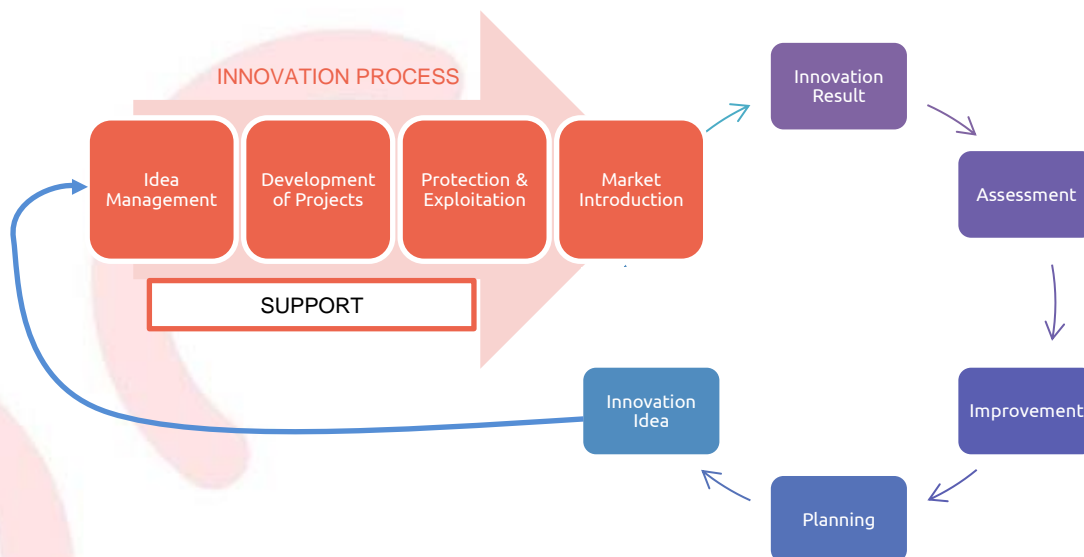 INNOVATION PROCESS
Idea
Management
Development
of Projects
Protection &
Exploitation
Market
Introduction
SUPPORT
Innovation
Result
Assessment
Improvement
Planning
Innovation
Idea